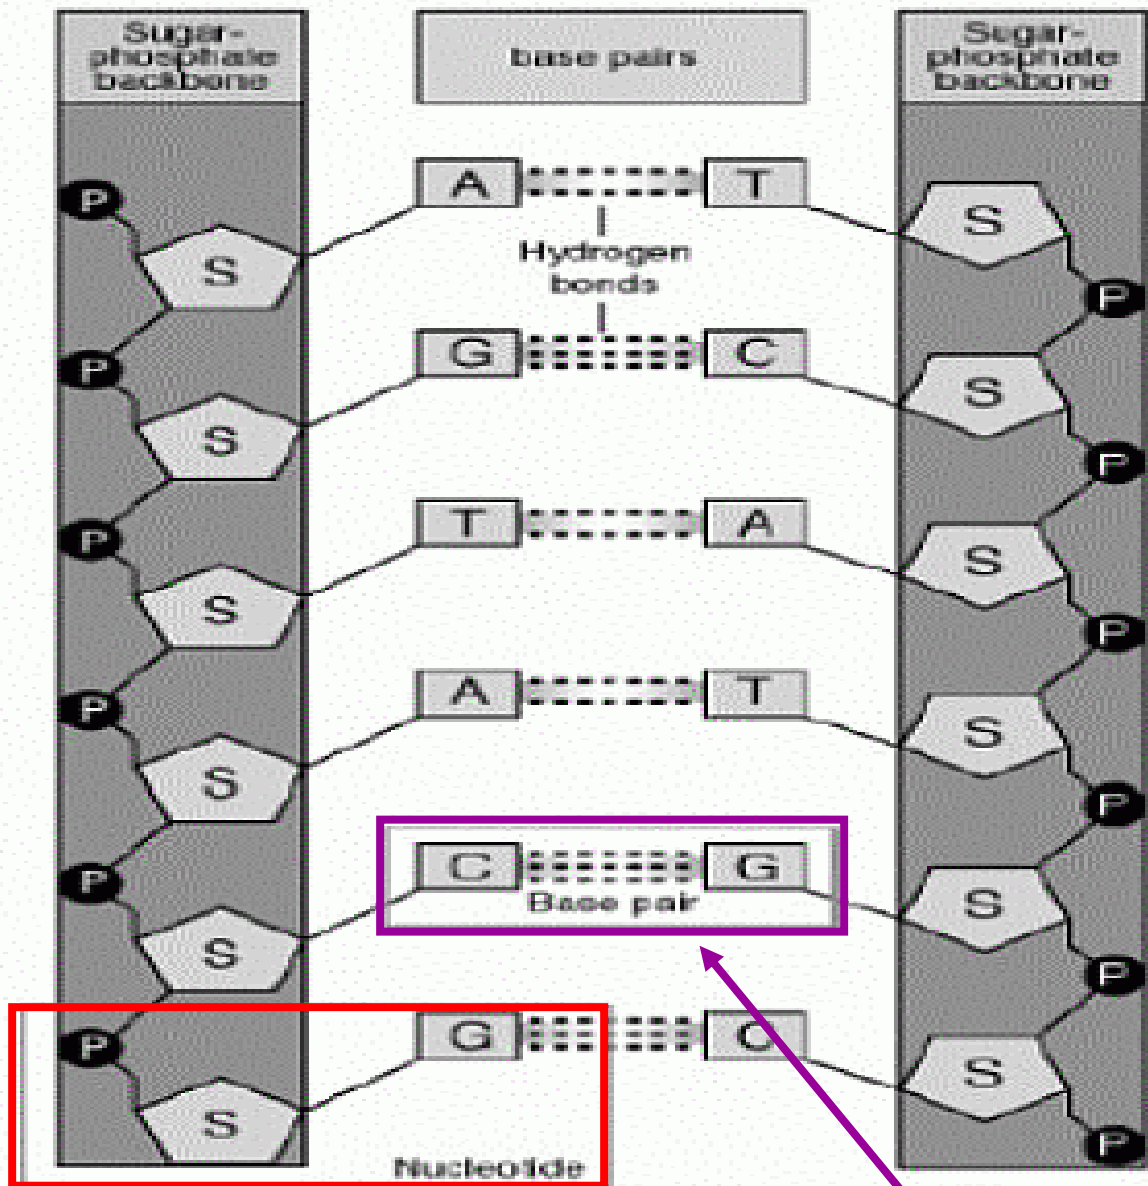 Sugar-
phosphate
backbone
base pairs
Sugar-
phosphate
backbone
P
A
T
S
S
Hydrogen
bonds
P
G
C
P
S
S
P
T
A
P
S
S
P
A
T
P
S
S
P
C
G
P
Base pair
S
S
P
G
C
P
S
S
Nucleotide
P